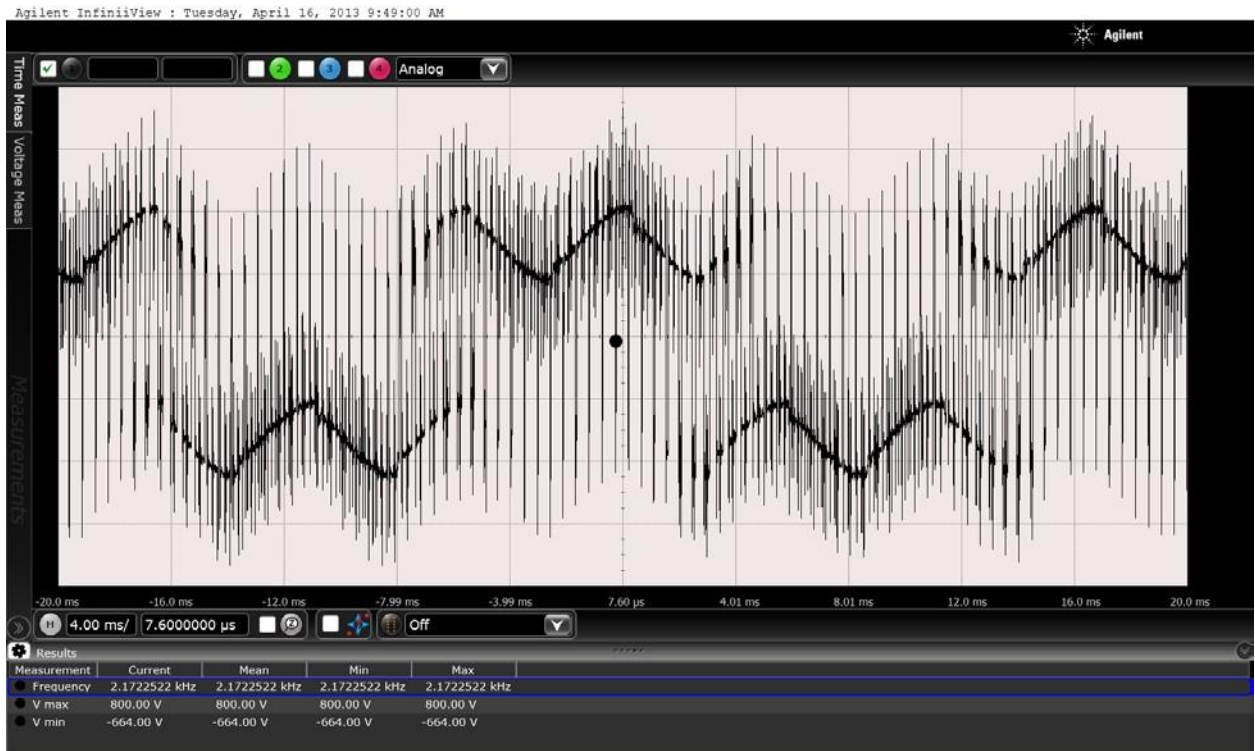 Agilent InfiniiView : Tuesday, April 16, 2013 9:49:00 AM
Agilent
Time Meas
Voltage Meas
2 3 4 Analog
Measurements
-20.0 ms -16.0 ms -12.0 ms -7.99 ms -3.99 ms 7.60 µs 4.01 ms 8.01 ms 12.0 ms 16.0 ms 20.0 ms
H 4.00 ms/ 7.6000000 µs Z Off
Results
Measurement Current Mean Min Max
Frequency 2.1722522 kHz 2.1722522 kHz 2.1722522 kHz 2.1722522 kHz
V max 800.00 V 800.00 V 800.00 V 800.00 V
V min -664.00 V -664.00 V -664.00 V -664.00 V